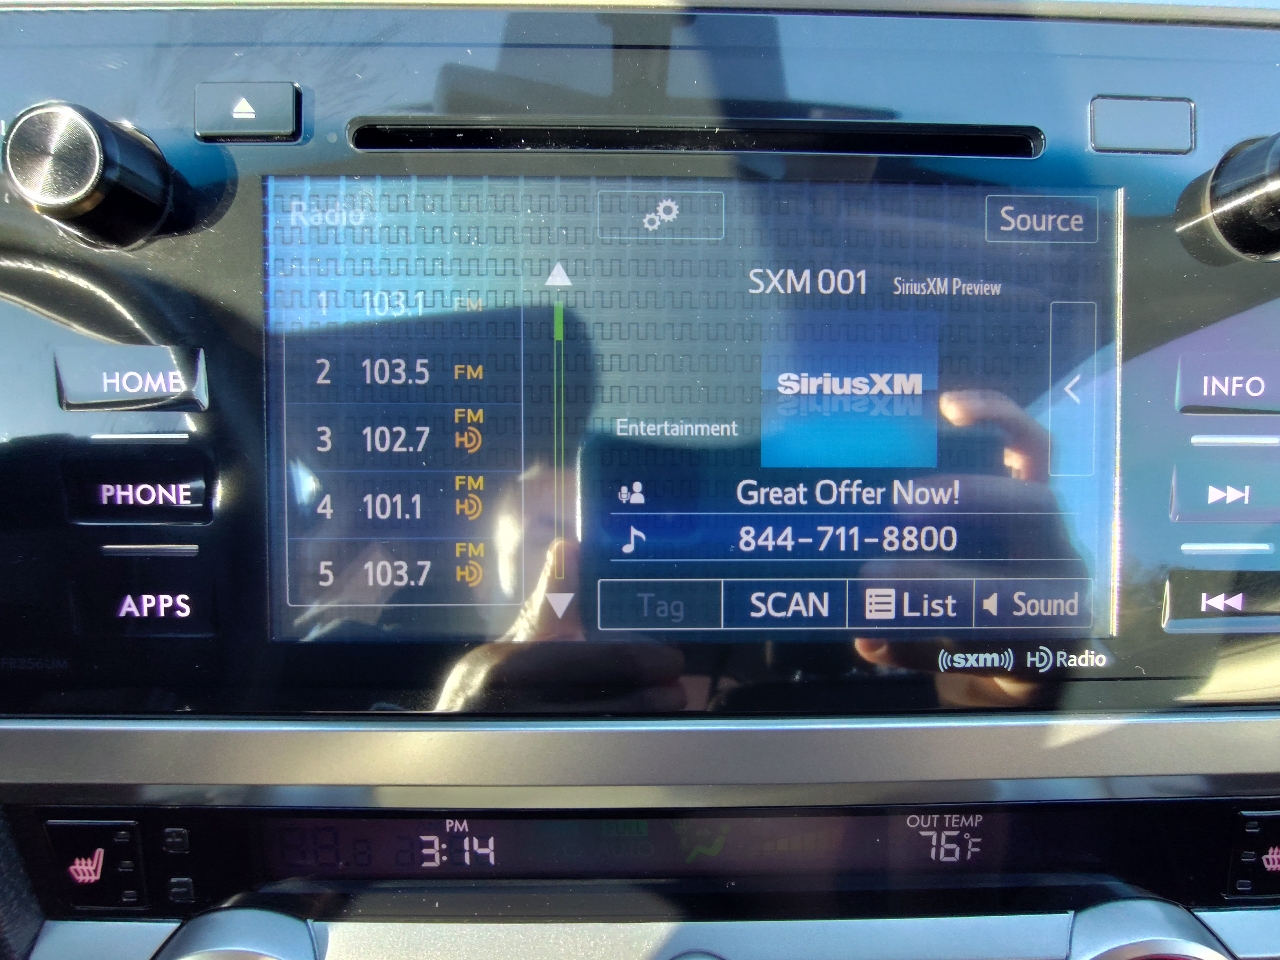 Radio
Source
SXM 001 SiriusXM Preview
1 103.1 FM
2 103.5 FM
3 102.7 FM HD
4 101.1 FM HD
5 103.7 FM HD
SiriusXM
Entertainment
Great Offer Now!
844-711-8800
Tag SCAN List Sound
((sxm)) HD Radio
HOME
PHONE
APPS
INFO
PM
3:14
OUT TEMP
76°F